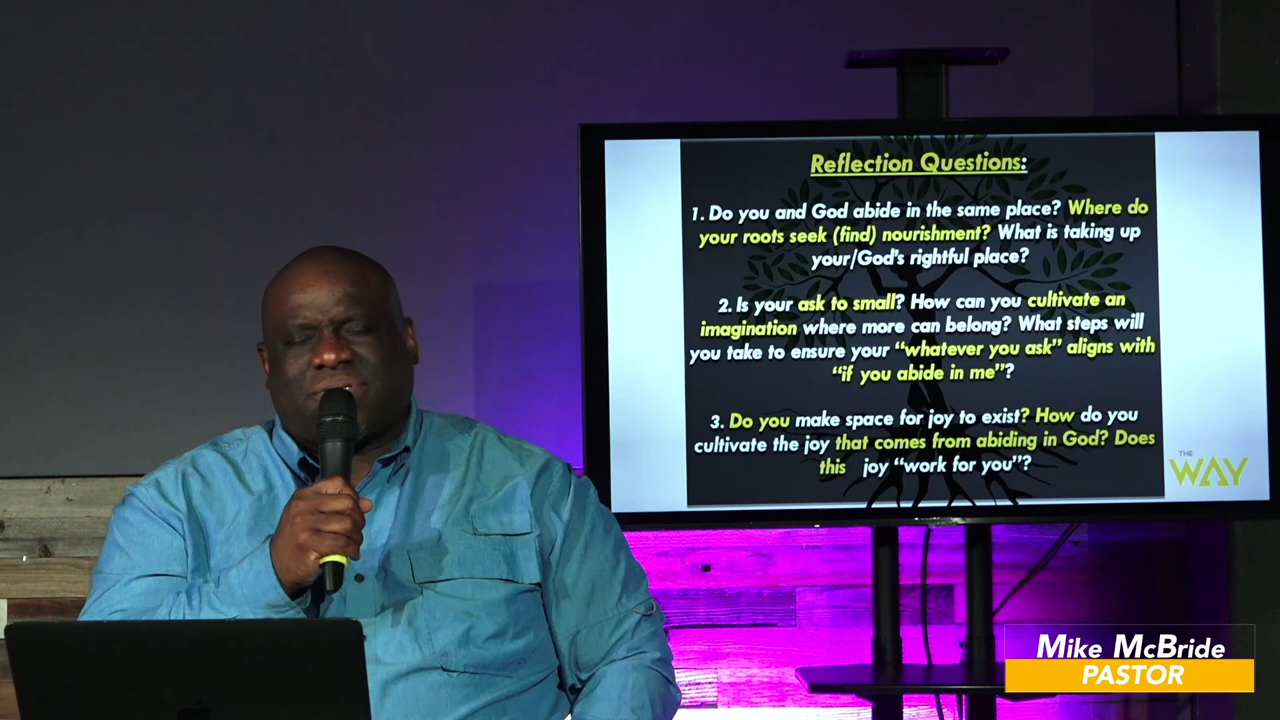 Reflection Questions:
1. Do you and God abide in the same place? Where do
your roots seek (find) nourishment? What is taking up
your/God's rightful place?
2. Is your ask to small? How can you cultivate an
imagination where more can belong? What steps will
you take to ensure your "whatever you ask" aligns with
"if you abide in me"?
3. Do you make space for joy to exist? How do you
cultivate the joy that comes from abiding in God? Does
this joy "work for you"?
THE
WAY
Mike McBride
PASTOR